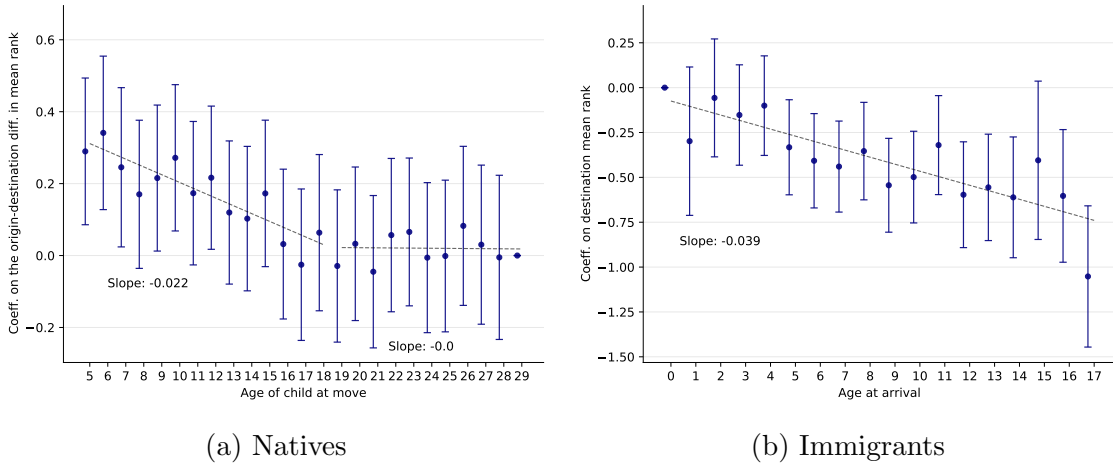 Coeff. on the origin-destination diff. in mean rank
0.6
0.4
0.2
0.0
−0.2
Slope: -0.022
Slope: -0.0
5 6 7 8 9 10 11 12 13 14 15 16 17 18 19 20 21 22 23 24 25 26 27 28 29
Age of child at move
(a) Natives
Coeff. on destination mean rank
0.25
0.00
−0.25
−0.50
−0.75
−1.00
−1.25
−1.50
Slope: -0.039
0 1 2 3 4 5 6 7 8 9 10 11 12 13 14 15 16 17
Age at arrival
(b) Immigrants